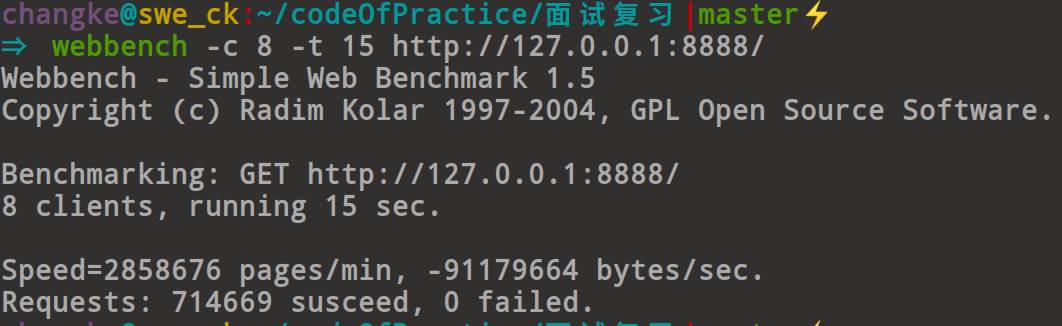 changke@swe_ck:~/codeOfPractice/面试复习|master⚡
⇒ webbench -c 8 -t 15 http://127.0.0.1:8888/
Webbench - Simple Web Benchmark 1.5
Copyright (c) Radim Kolar 1997-2004, GPL Open Source Software.
Benchmarking: GET http://127.0.0.1:8888/
8 clients, running 15 sec.
Speed=2858676 pages/min, -91179664 bytes/sec.
Requests: 714669 susceed, 0 failed.